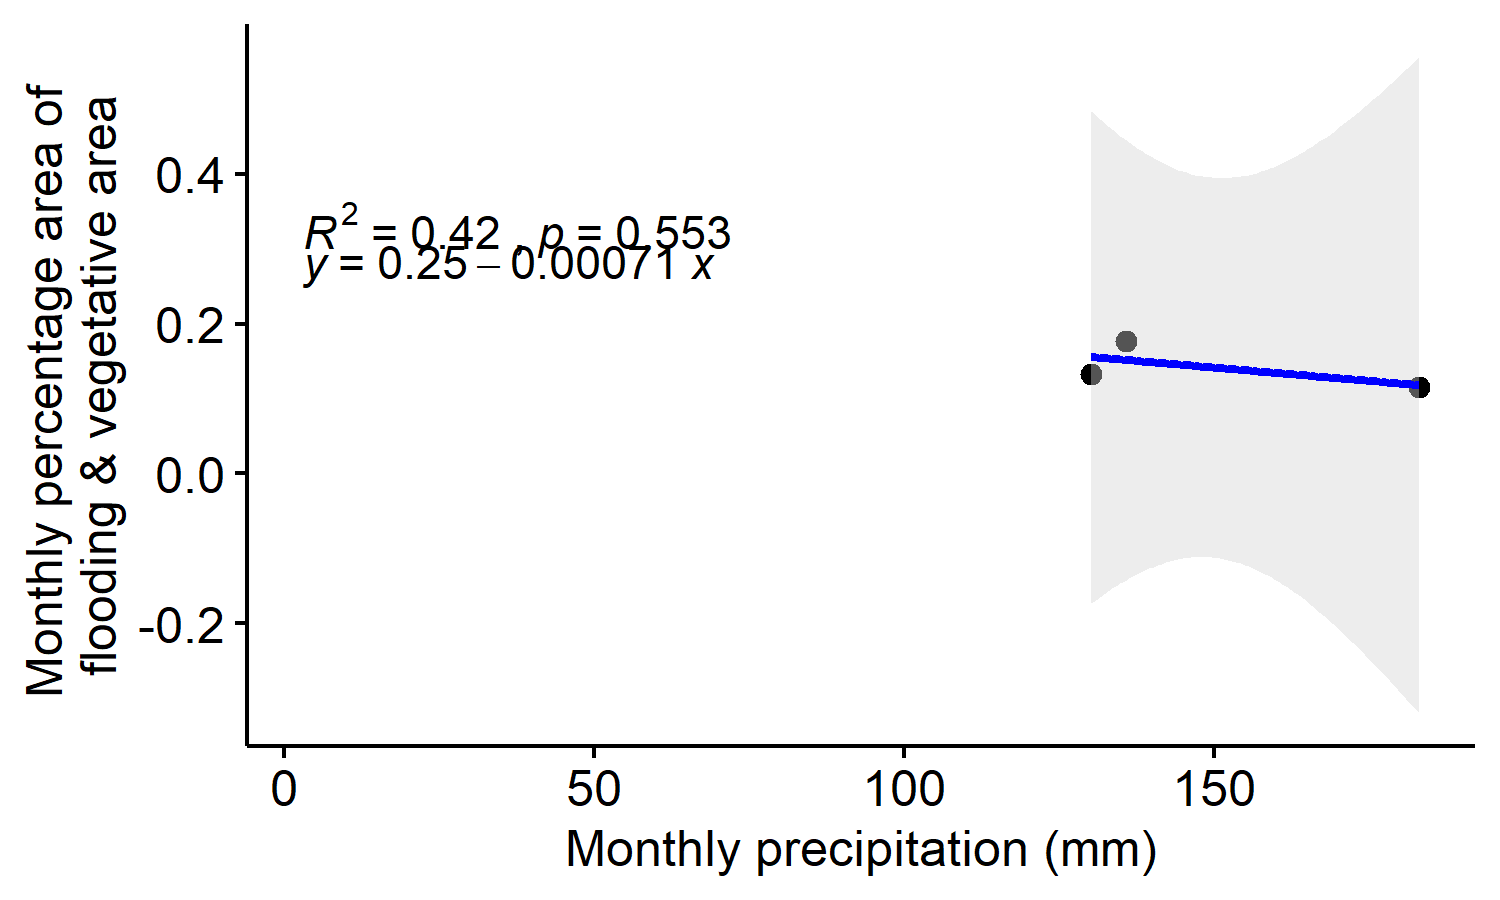 Monthly percentage area of
flooding & vegetative area
0.4
0.2
0.0
-0.2
R² = 0.42 , p = 0.553
y = 0.25 – 0.00071 x
0 50 100 150
Monthly precipitation (mm)